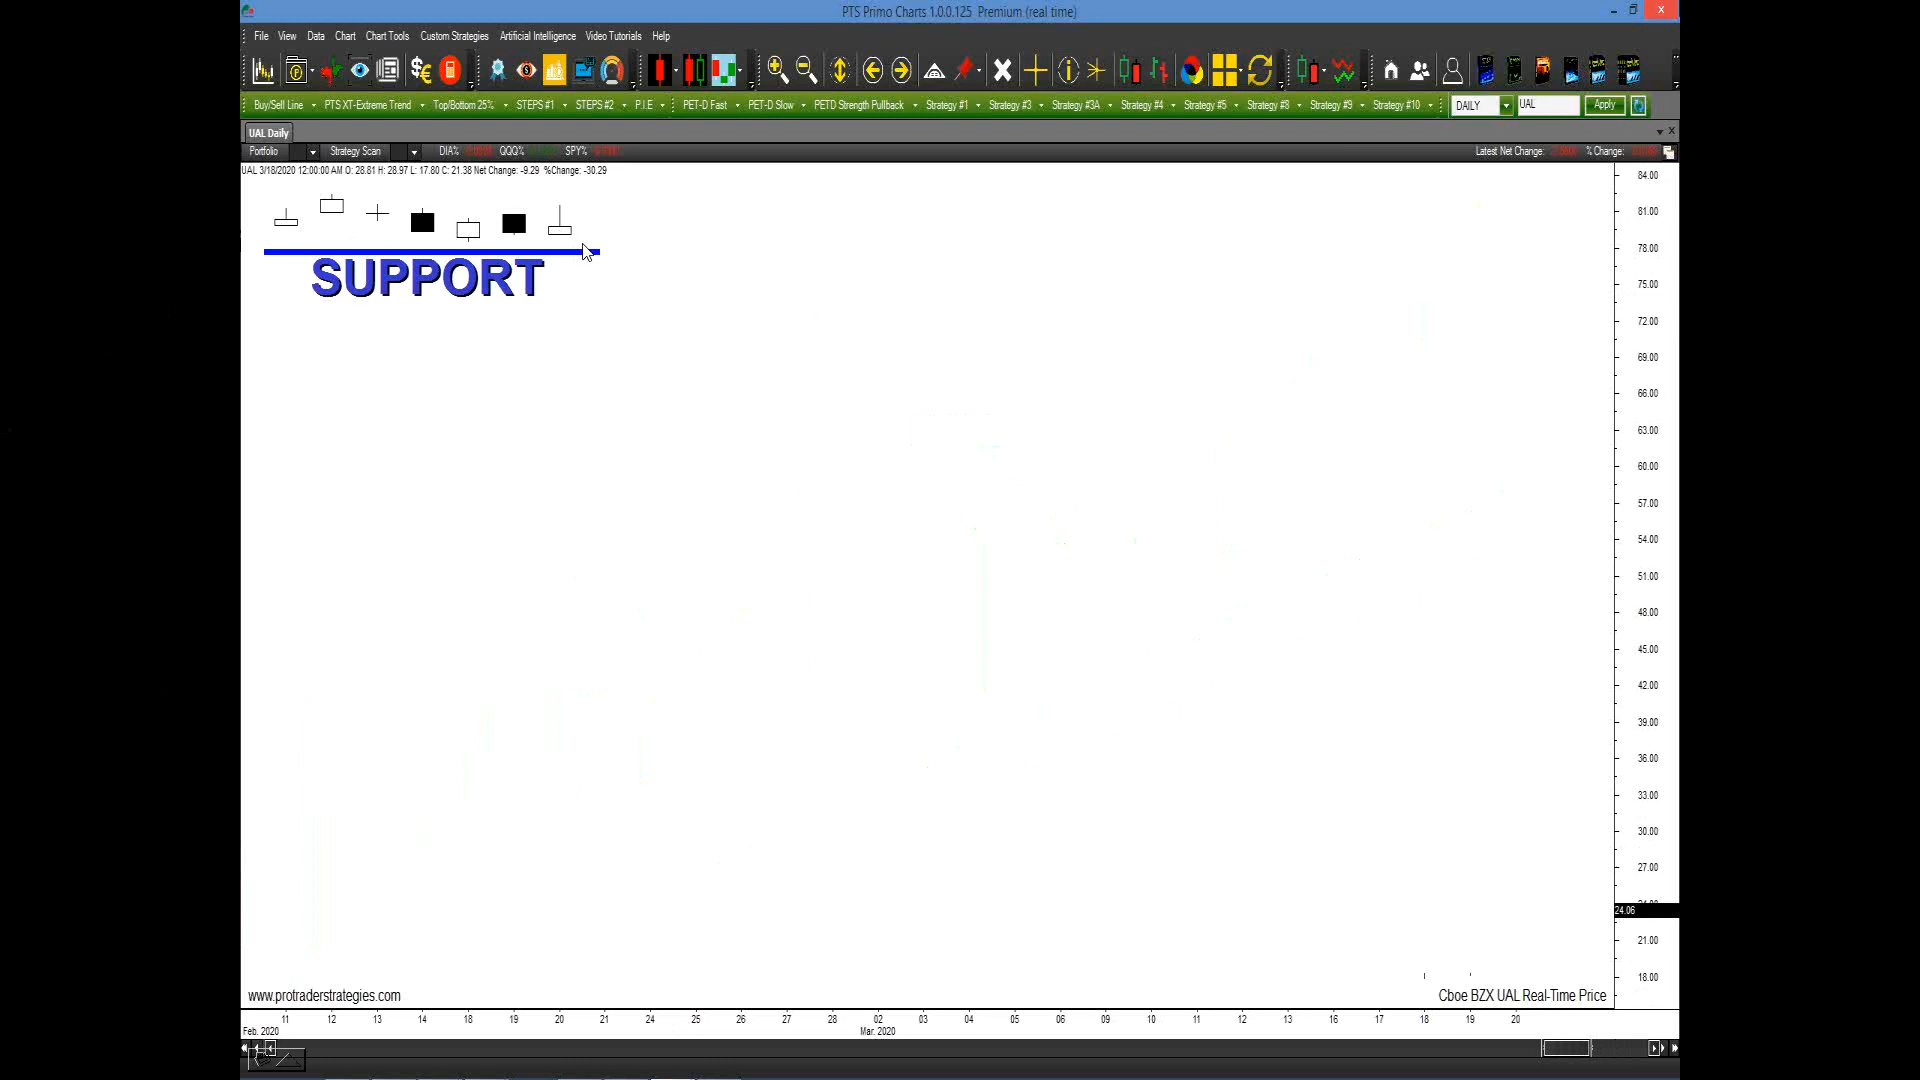 PTS Primo Charts 1.0.0.125 Premium (real time)
File View Data Chart Chart Tools Custom Strategies Artificial Intelligence Video Tutorials Help
Buy/Sell Line PTS XT-Extreme Trend Top/Bottom 25% STEPS #1 STEPS #2 P.I.E PET-D Fast PET-D Slow PETD Strength Pullback Strategy #1 Strategy #3 Strategy #3A Strategy #4 Strategy #5 Strategy #8 Strategy #9 Strategy #10 DAILY UAL Apply
UAL Daily
Portfolio Strategy Scan DIA% QQQ% SPY% Latest Net Change: % Change:
UAL 3/18/2020 12:00:00 AM O: 28.81 H: 28.97 L: 17.80 C: 21.38 Net Change: -9.29 %Change: -30.29
SUPPORT
84.00
81.00
78.00
75.00
72.00
69.00
66.00
63.00
60.00
57.00
54.00
51.00
48.00
45.00
42.00
39.00
36.00
33.00
30.00
27.00
24.06
21.00
18.00
www.protraderstrategies.com
Cboe BZX UAL Real-Time Price
11 12 13 14 18 19 20 21 24 25 26 27 28 02 03 04 05 06 09 10 11 12 13 16 17 18 19 20
Feb. 2020 Mar. 2020